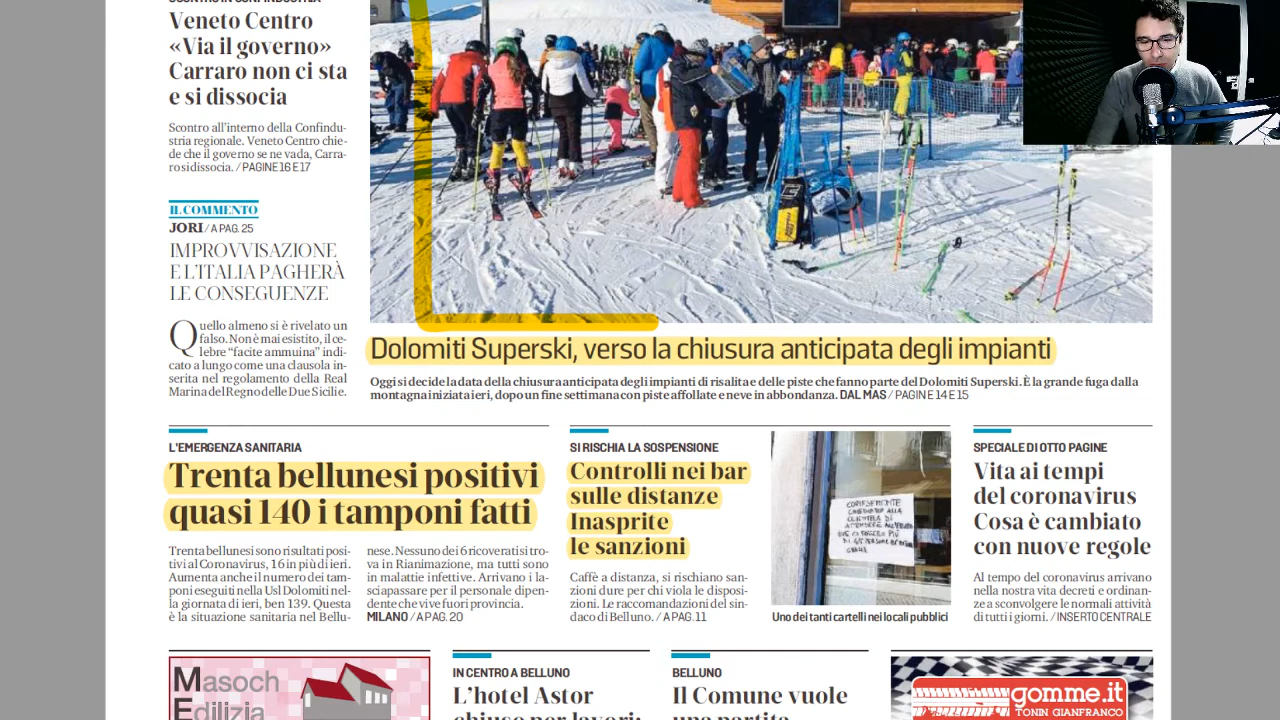 Veneto Centro
«Via il governo»
Carraro non ci sta
e si dissocia
Scontro all'interno della Confindu-
stria regionale. Veneto Centro chie-
de che il governo se ne vada, Carra-
ro si dissocia. / PAGINE 16 E 17
IL COMMENTO
JORI / A PAG. 25
IMPROVVISAZIONE
E L'ITALIA PAGHERÀ
LE CONSEGUENZE
Quello almeno si è rivelato un
falso. Non è mai esistito, il ce-
lebre "facite ammuina" indi-
cato a lungo come una clausola in-
serita nel regolamento della Real
Marina del Regno delle Due Sicilie.
Dolomiti Superski, verso la chiusura anticipata degli impianti
Oggi si decide la data della chiusura anticipata degli impianti di risalita e delle piste che fanno parte del Dolomiti Superski. È la grande fuga dalla
montagna iniziata ieri, dopo un fine settimana con piste affollate e neve in abbondanza. DAL MAS / PAGIN E 14 E 15
L'EMERGENZA SANITARIA
Trenta bellunesi positivi
quasi 140 i tamponi fatti
Trenta bellunesi sono risultati posi-
tivi al Coronavirus, 16 in più di ieri.
Aumenta anche il numero dei tam-
poni eseguiti nella Usl Dolomiti nel-
la giornata di ieri, ben 139. Questa
è la situazione sanitaria nel Bellu-
nese. Nessuno dei 6 ricoverati si tro-
va in Rianimazione, ma tutti sono
in malattie infettive. Arrivano i la-
sciapassare per il personale dipen-
dente che vive fuori provincia.
MILANO / A PAG. 20
SI RISCHIA LA SOSPENSIONE
Controlli nei bar
sulle distanze
Inasprite
le sanzioni
Caffè a distanza, si rischiano san-
zioni dure per chi viola le disposi-
zioni. Le raccomandazioni del sin-
daco di Belluno. / A PAG. 11
Uno dei tanti cartelli nei locali pubblici
SPECIALE DI OTTO PAGINE
Vita ai tempi
del coronavirus
Cosa è cambiato
con nuove regole
Al tempo del coronavirus arrivano
nella nostra vita decreti e ordinan-
ze a sconvolgere le normali attività
di tutti i giorni. / INSERTO CENTRALE
Masoch
Edilizia
IN CENTRO A BELLUNO
L'hotel Astor
chiuso per lavori:
BELLUNO
Il Comune vuole
una partita
gomme.it
TONIN GIANFRANCO